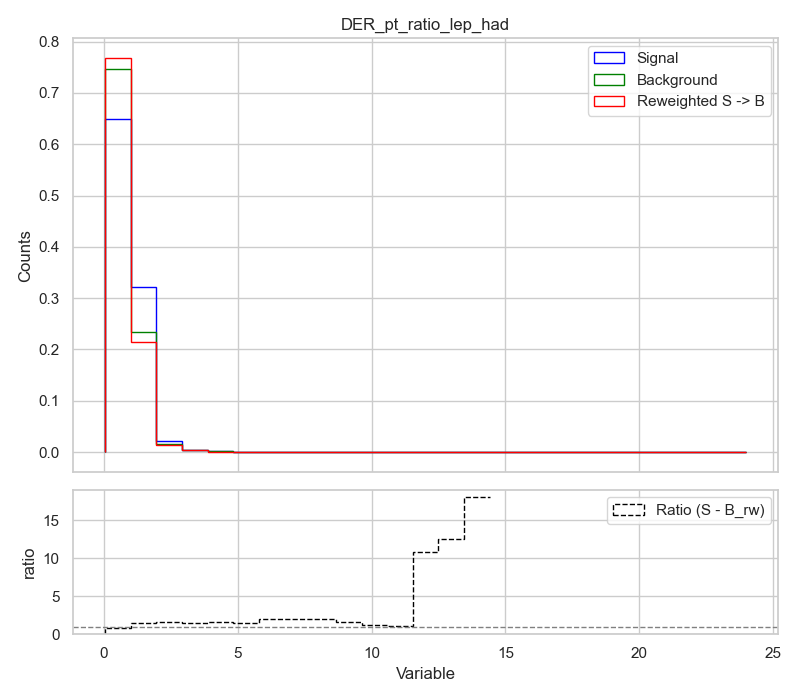 DER_pt_ratio_lep_had
Counts
0.8
0.7
0.6
0.5
0.4
0.3
0.2
0.1
0.0
Signal
Background
Reweighted S -> B
ratio
15
10
5
0
Ratio (S - B_rw)
0 5 10 15 20 25
Variable